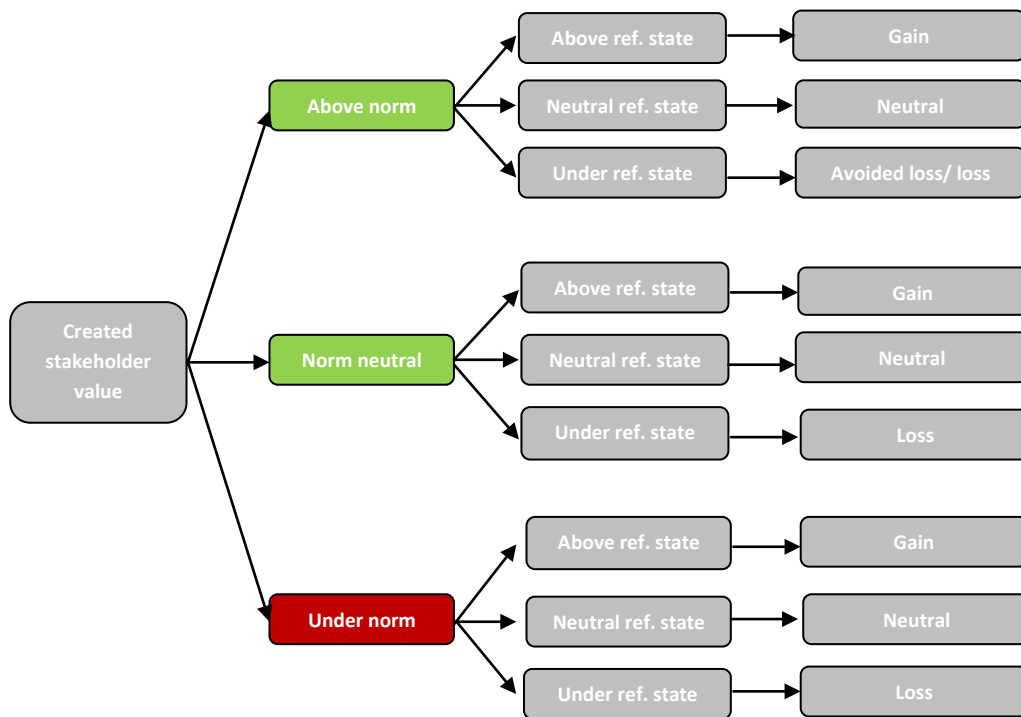 Above ref. state
Gain
Above norm
Neutral ref. state
Neutral
Under ref. state
Avoided loss/ loss
Created
stakeholder
value
Above ref. state
Gain
Norm neutral
Neutral ref. state
Neutral
Under ref. state
Loss
Above ref. state
Gain
Under norm
Neutral ref. state
Neutral
Under ref. state
Loss